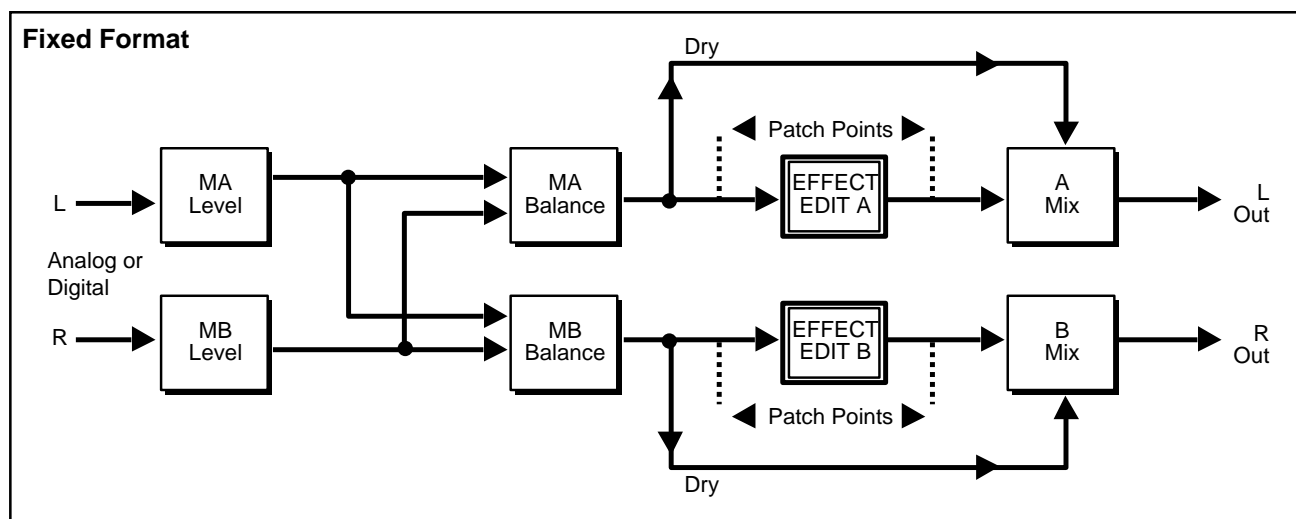 Fixed Format
Dry
Patch Points
L
MA
Level
MA
Balance
EFFECT
EDIT A
A
Mix
L
Out
Analog or
Digital
R
MB
Level
MB
Balance
EFFECT
EDIT B
B
Mix
R
Out
Patch Points
Dry